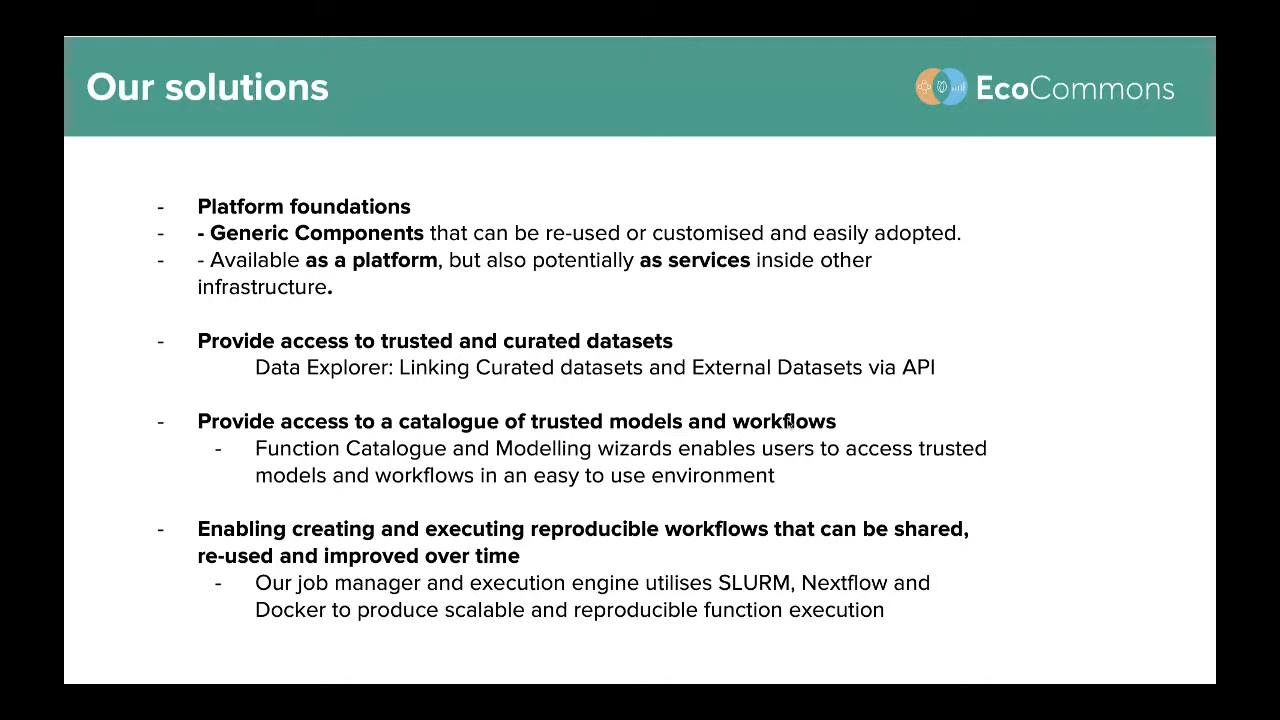 Our solutions
EcoCommons
- Platform foundations
- - Generic Components that can be re-used or customised and easily adopted.
- - Available as a platform, but also potentially as services inside other
infrastructure.
- Provide access to trusted and curated datasets
Data Explorer: Linking Curated datasets and External Datasets via API
- Provide access to a catalogue of trusted models and workflows
- Function Catalogue and Modelling wizards enables users to access trusted
models and workflows in an easy to use environment
- Enabling creating and executing reproducible workflows that can be shared,
re-used and improved over time
- Our job manager and execution engine utilises SLURM, Nextflow and
Docker to produce scalable and reproducible function execution